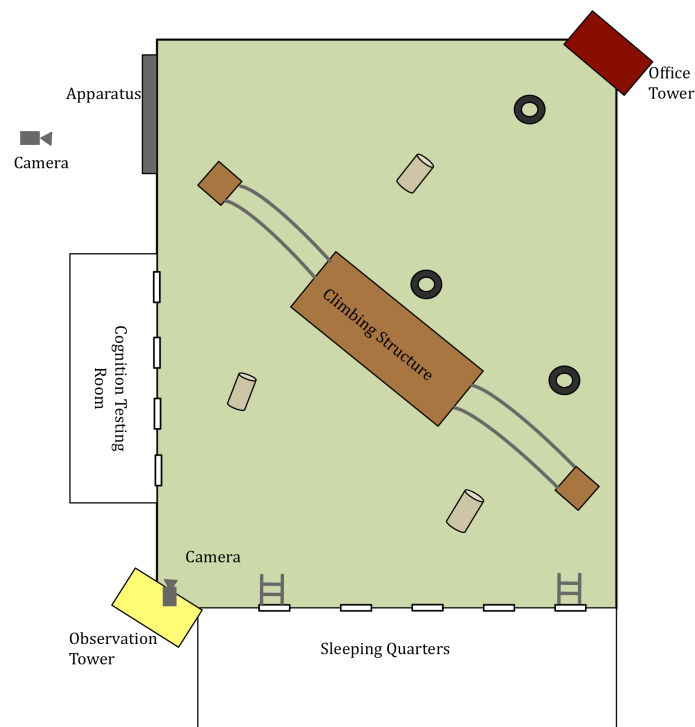 Office
Tower
Apparatus
Camera
Climbing Structure
Cognition Testing
Room
Camera
Observation
Tower
Sleeping Quarters